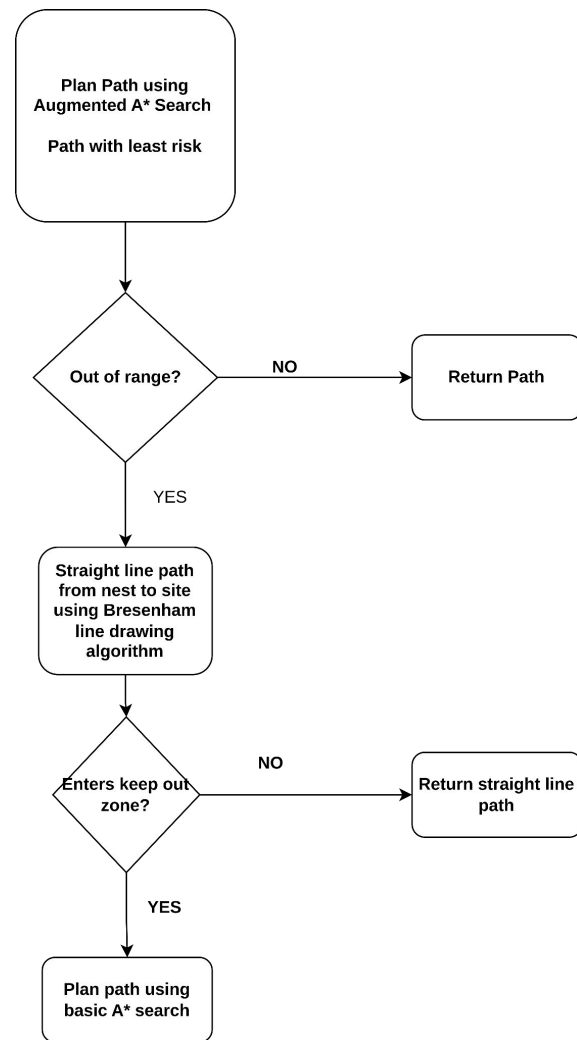 Plan Path using
Augmented A* Search
Path with least risk
Out of range?
NO
Return Path
YES
Straight line path
from nest to site
using Bresenham
line drawing
algorithm
Enters keep out
zone?
NO
Return straight line
path
YES
Plan path using
basic A* search